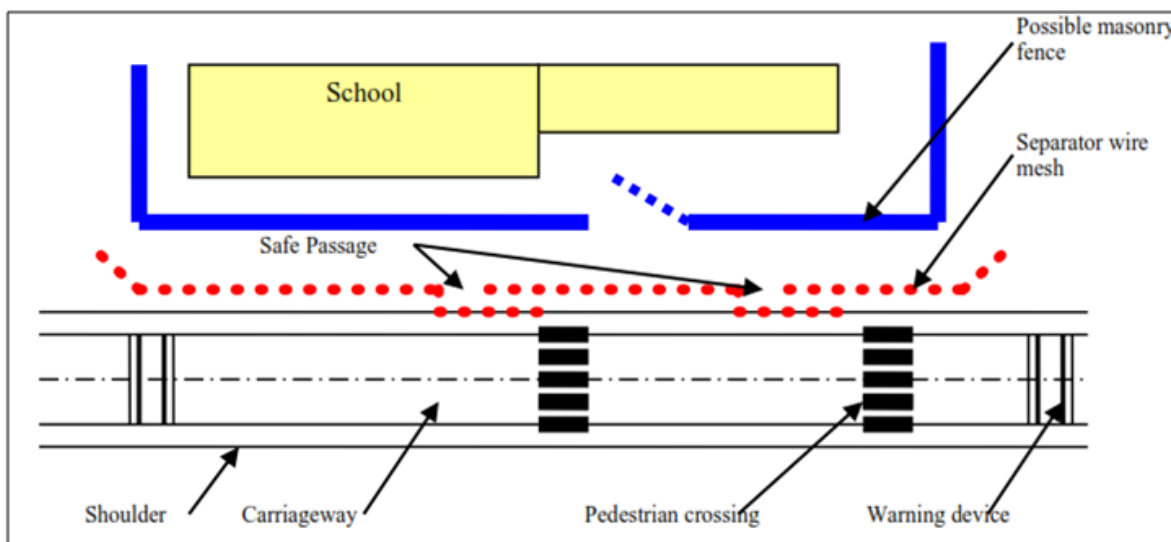 Possible masonry
fence
School
Separator wire
mesh
Safe Passage
Shoulder
Carriageway
Pedestrian crossing
Warning device